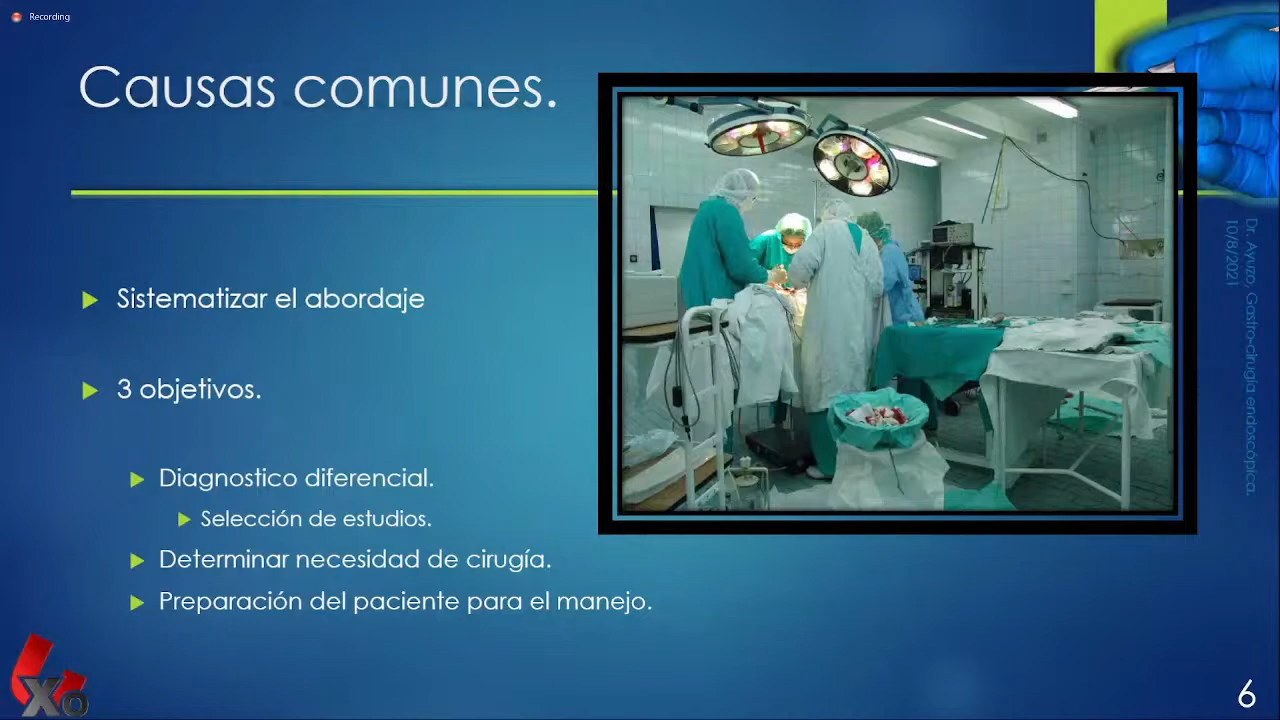 Recording
Causas comunes.
Sistematizar el abordaje
3 objetivos.
Diagnostico diferencial.
Selección de estudios.
Determinar necesidad de cirugía.
Preparación del paciente para el manejo.
Dr. Ayuzo, Gastro-cirugía endoscópica.
10/8/2021
Xo
6